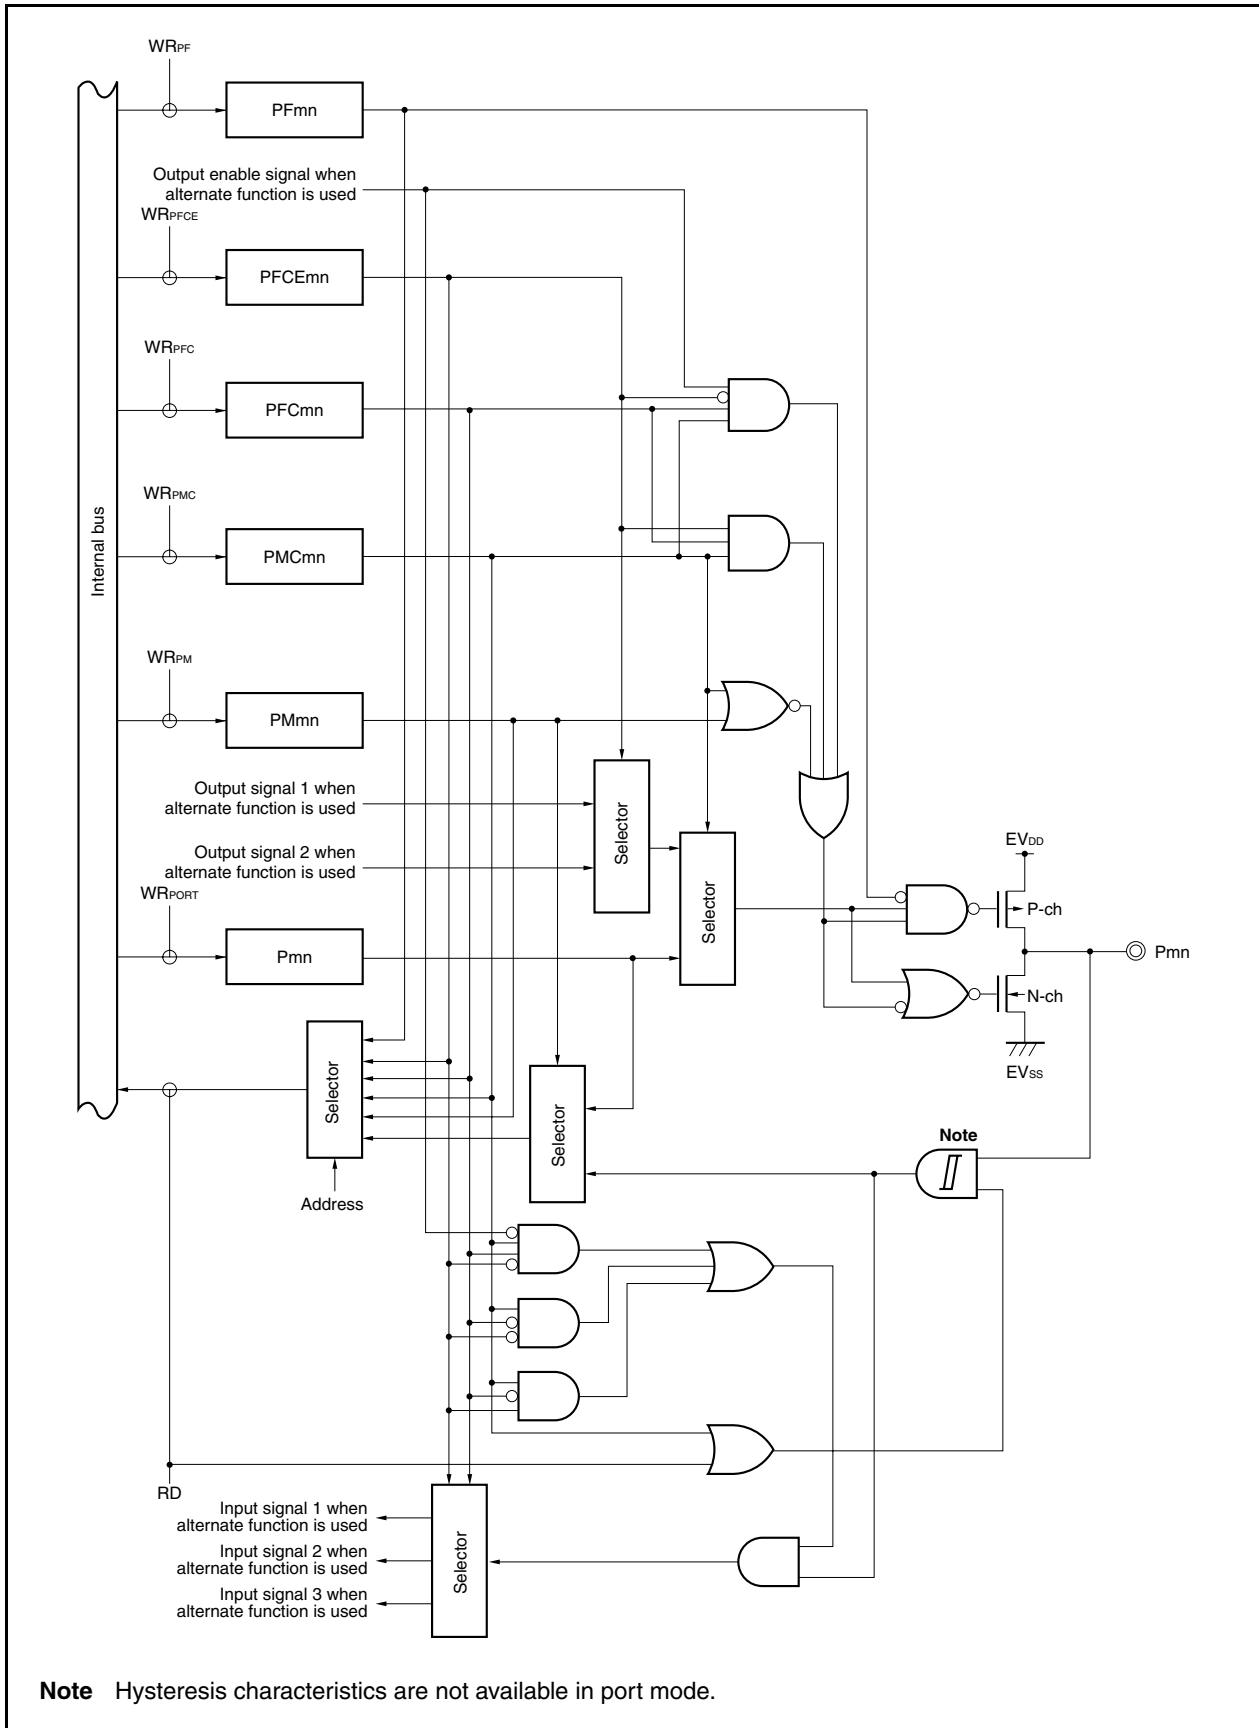 WRPF
PFmn
Output enable signal when
alternate function is used
WRPFCE
PFCEmn
WRPFC
PFCmn
WRPMC
PMCmn
Internal bus
WRPM
PMmn
Output signal 1 when
alternate function is used
Output signal 2 when
alternate function is used
Selector
Selector
WRPORT
Pmn
EVDD
P-ch
Pmn
N-ch
EVSS
Selector
Selector
Address
Note
RD
Input signal 1 when
alternate function is used
Input signal 2 when
alternate function is used
Input signal 3 when
alternate function is used
Selector
Note Hysteresis characteristics are not available in port mode.